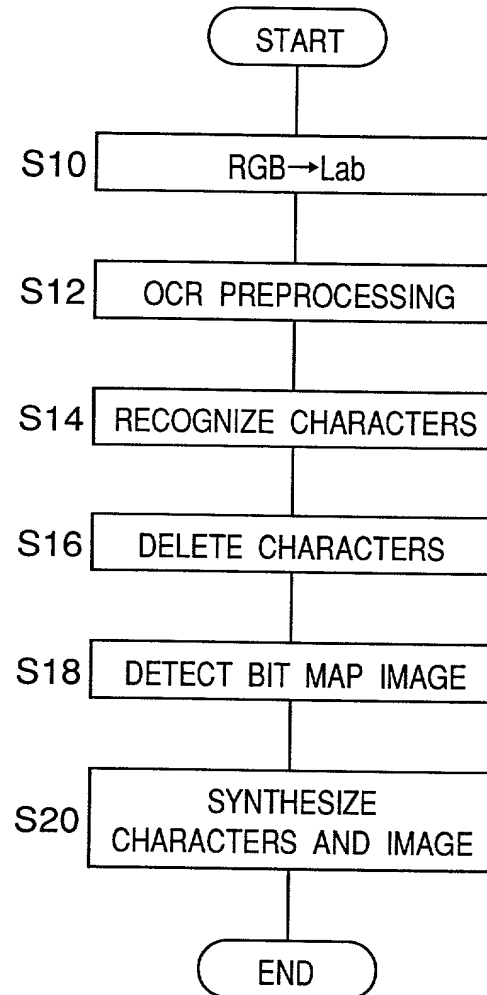 START
S10 RGB→Lab
S12 OCR PREPROCESSING
S14 RECOGNIZE CHARACTERS
S16 DELETE CHARACTERS
S18 DETECT BIT MAP IMAGE
S20 SYNTHESIZE
CHARACTERS AND IMAGE
END